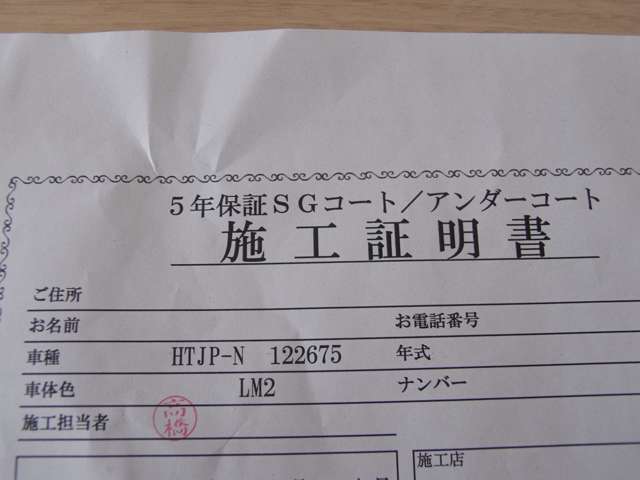 5年保証SGコート/アンダーコート
施工証明書
ご住所
お名前 お電話番号
車種 HTJP-N 122675 年式
車体色 LM2 ナンバー
施工担当者 高橋
施工店